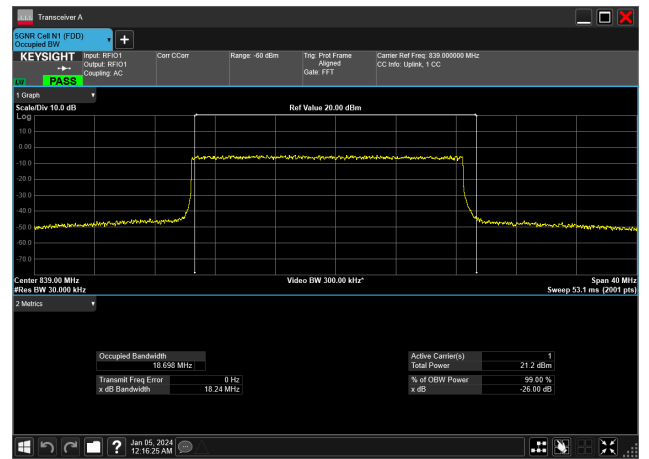 Transceiver A
5GNR Cell N1 (FDD)
Occupied BW
KEYSIGHT
Input: RFIO1
Output: RFIO1
Coupling: AC
Corr CCorr
Range: -60 dBm
Trig: Prot Frame
Aligned
Gate: FFT
Carrier Ref Freq: 839.000000 MHz
CC Info: Uplink, 1 CC
LW PASS
1 Graph
Scale/Div 10.0 dB
Ref Value 20.00 dBm
Log
10.0
0.00
-10.0
-20.0
-30.0
-40.0
-50.0
-60.0
-70.0
Center 839.00 MHz
Video BW 300.00 kHz*
Span 40 MHz
#Res BW 30.000 kHz
Sweep 53.1 ms (2001 pts)
2 Metrics
Occupied Bandwidth
18.698 MHz
Transmit Freq Error 0 Hz
x dB Bandwidth 18.24 MHz
Active Carrier(s) 1
Total Power 21.2 dBm
% of OBW Power 99.00 %
x dB -26.00 dB
Jan 05, 2024
12:16:25 AM